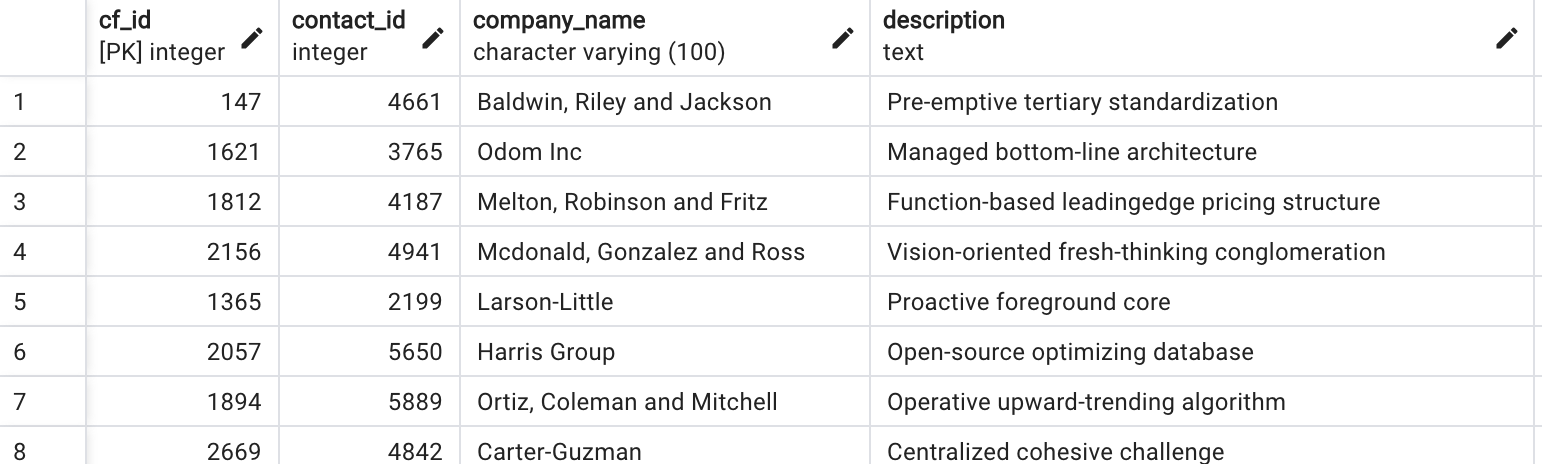 cf_id contact_id company_name description
[PK] integer integer character varying (100) text
1 147 4661 Baldwin, Riley and Jackson Pre-emptive tertiary standardization
2 1621 3765 Odom Inc Managed bottom-line architecture
3 1812 4187 Melton, Robinson and Fritz Function-based leadingedge pricing structure
4 2156 4941 Mcdonald, Gonzalez and Ross Vision-oriented fresh-thinking conglomeration
5 1365 2199 Larson-Little Proactive foreground core
6 2057 5650 Harris Group Open-source optimizing database
7 1894 5889 Ortiz, Coleman and Mitchell Operative upward-trending algorithm
8 2669 4842 Carter-Guzman Centralized cohesive challenge